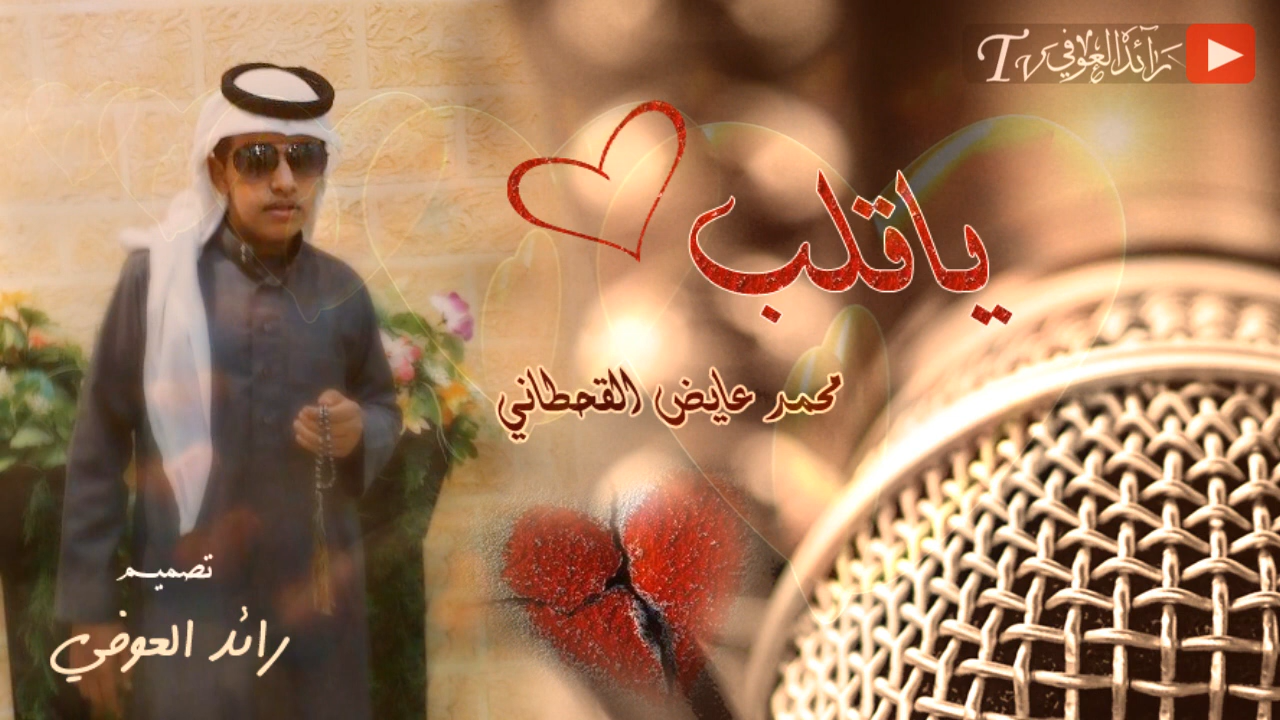 رائد العوفي Tv
ياقلب
محمد عايض القحطاني
تصميم
رائد العوفي